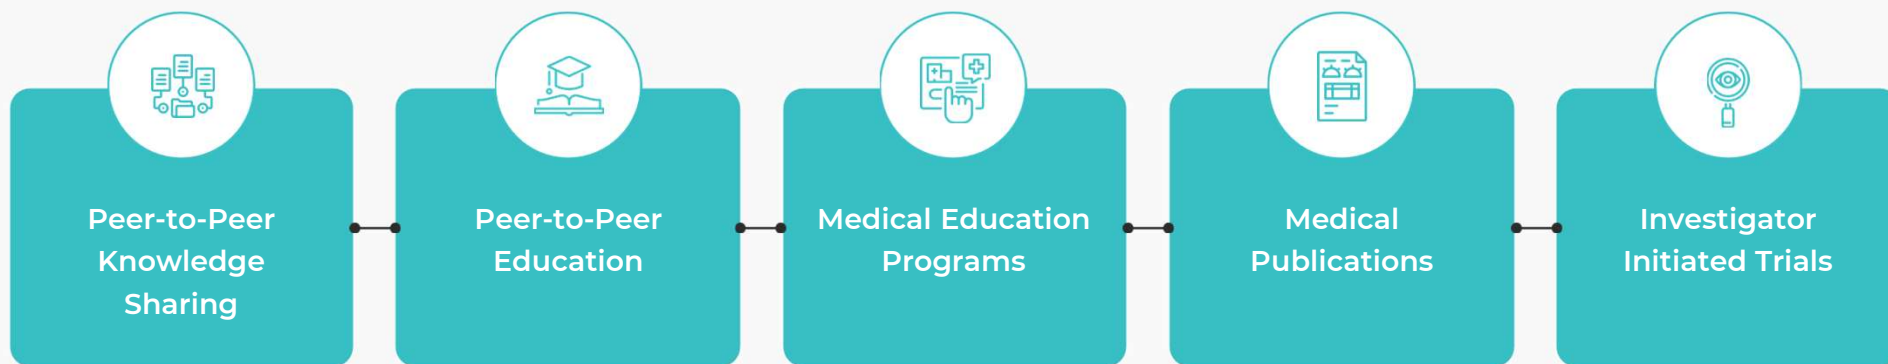 Peer-to-Peer
Knowledge
Sharing
Peer-to-Peer
Education
Medical Education
Programs
Medical
Publications
Investigator
Initiated Trials